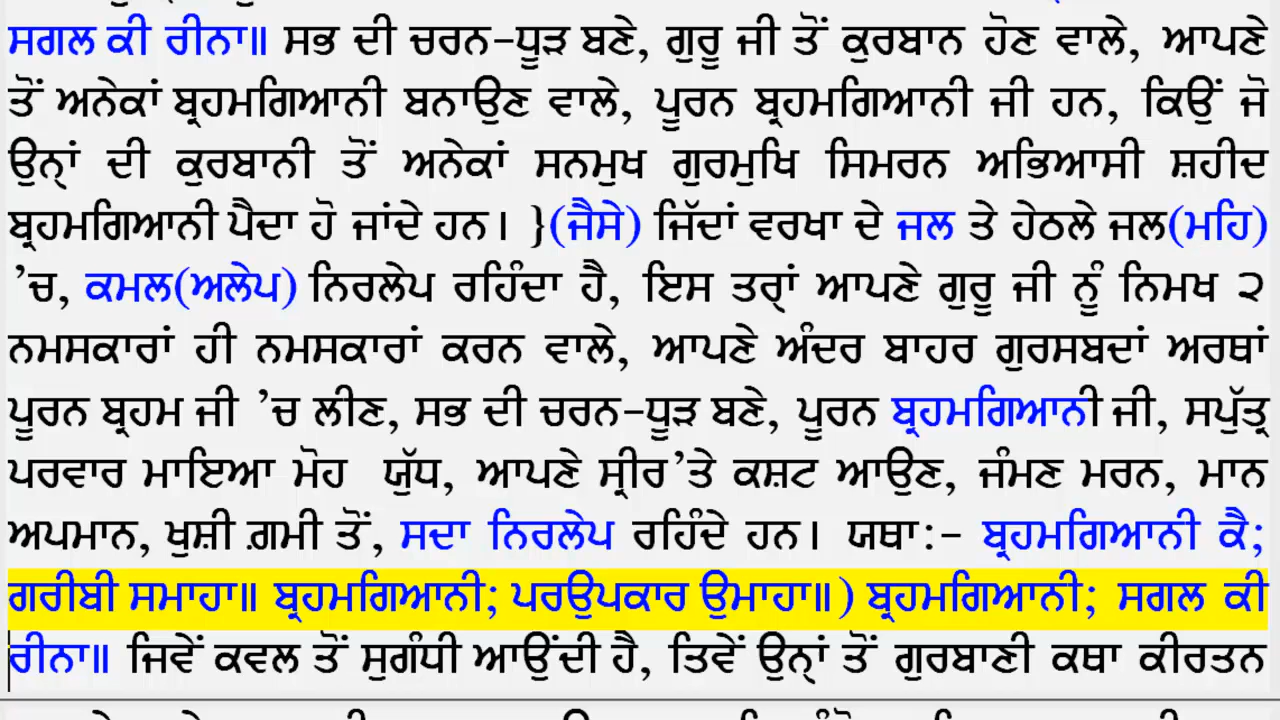 ਸਗਲ ਕੀ ਰੀਨਾ॥ ਸਭ ਦੀ ਚਰਨ-ਧੂੜ ਬਣੇ, ਗੁਰੂ ਜੀ ਤੋਂ ਕੁਰਬਾਨ ਹੋਣ ਵਾਲੇ, ਆਪਣੇ
ਤੋਂ ਅਨੇਕਾਂ ਬ੍ਰਹਮਗਿਆਨੀ ਬਨਾਉਣ ਵਾਲੇ, ਪੂਰਨ ਬ੍ਰਹਮਗਿਆਨੀ ਜੀ ਹਨ, ਕਿਉਂ ਜੋ
ਉਨ੍ਹਾਂ ਦੀ ਕੁਰਬਾਨੀ ਤੋਂ ਅਨੇਕਾਂ ਸਨਮੁਖ ਗੁਰਮੁਖਿ ਸਿਮਰਨ ਅਭਿਆਸੀ ਸ਼ਹੀਦ
ਬ੍ਰਹਮਗਿਆਨੀ ਪੈਦਾ ਹੋ ਜਾਂਦੇ ਹਨ। }(ਜੈਸੇ) ਜਿੱਦਾਂ ਵਰਖਾ ਦੇ ਜਲ ਤੇ ਹੇਠਲੇ ਜਲ(ਮਹਿ)
’ਚ, ਕਮਲ(ਅਲੇਪ) ਨਿਰਲੇਪ ਰਹਿੰਦਾ ਹੈ, ਇਸ ਤਰ੍ਹਾਂ ਆਪਣੇ ਗੁਰੂ ਜੀ ਨੂੰ ਨਿਮਖ ੨
ਨਮਸਕਾਰਾਂ ਹੀ ਨਮਸਕਾਰਾਂ ਕਰਨ ਵਾਲੇ, ਆਪਣੇ ਅੰਦਰ ਬਾਹਰ ਗੁਰਸਬਦਾਂ ਅਰਥਾਂ
ਪੂਰਨ ਬ੍ਰਹਮ ਜੀ ’ਚ ਲੀਣ, ਸਭ ਦੀ ਚਰਨ-ਧੂੜ ਬਣੇ, ਪੂਰਨ ਬ੍ਰਹਮਗਿਆਨੀ ਜੀ, ਸਪੁੱਤ੍ਰ
ਪਰਵਾਰ ਮਾਇਆ ਮੋਹ ਯੁੱਧ, ਆਪਣੇ ਸ੍ਰੀਰ’ਤੇ ਕਸ਼ਟ ਆਉਣ, ਜੰਮਣ ਮਰਨ, ਮਾਨ
ਅਪਮਾਨ, ਖੁਸ਼ੀ ਗ਼ਮੀ ਤੋਂ, ਸਦਾ ਨਿਰਲੇਪ ਰਹਿੰਦੇ ਹਨ। ਯਥਾ:- ਬ੍ਰਹਮਗਿਆਨੀ ਕੈ;
ਗਰੀਬੀ ਸਮਾਹਾ॥ ਬ੍ਰਹਮਗਿਆਨੀ; ਪਰਉਪਕਾਰ ਉਮਾਹਾ॥) ਬ੍ਰਹਮਗਿਆਨੀ; ਸਗਲ ਕੀ
ਰੀਨਾ॥ ਜਿਵੇਂ ਕਵਲ ਤੋਂ ਸੁਗੰਧੀ ਆਉਂਦੀ ਹੈ, ਤਿਵੇਂ ਉਨ੍ਹਾਂ ਤੋਂ ਗੁਰਬਾਣੀ ਕਥਾ ਕੀਰਤਨ